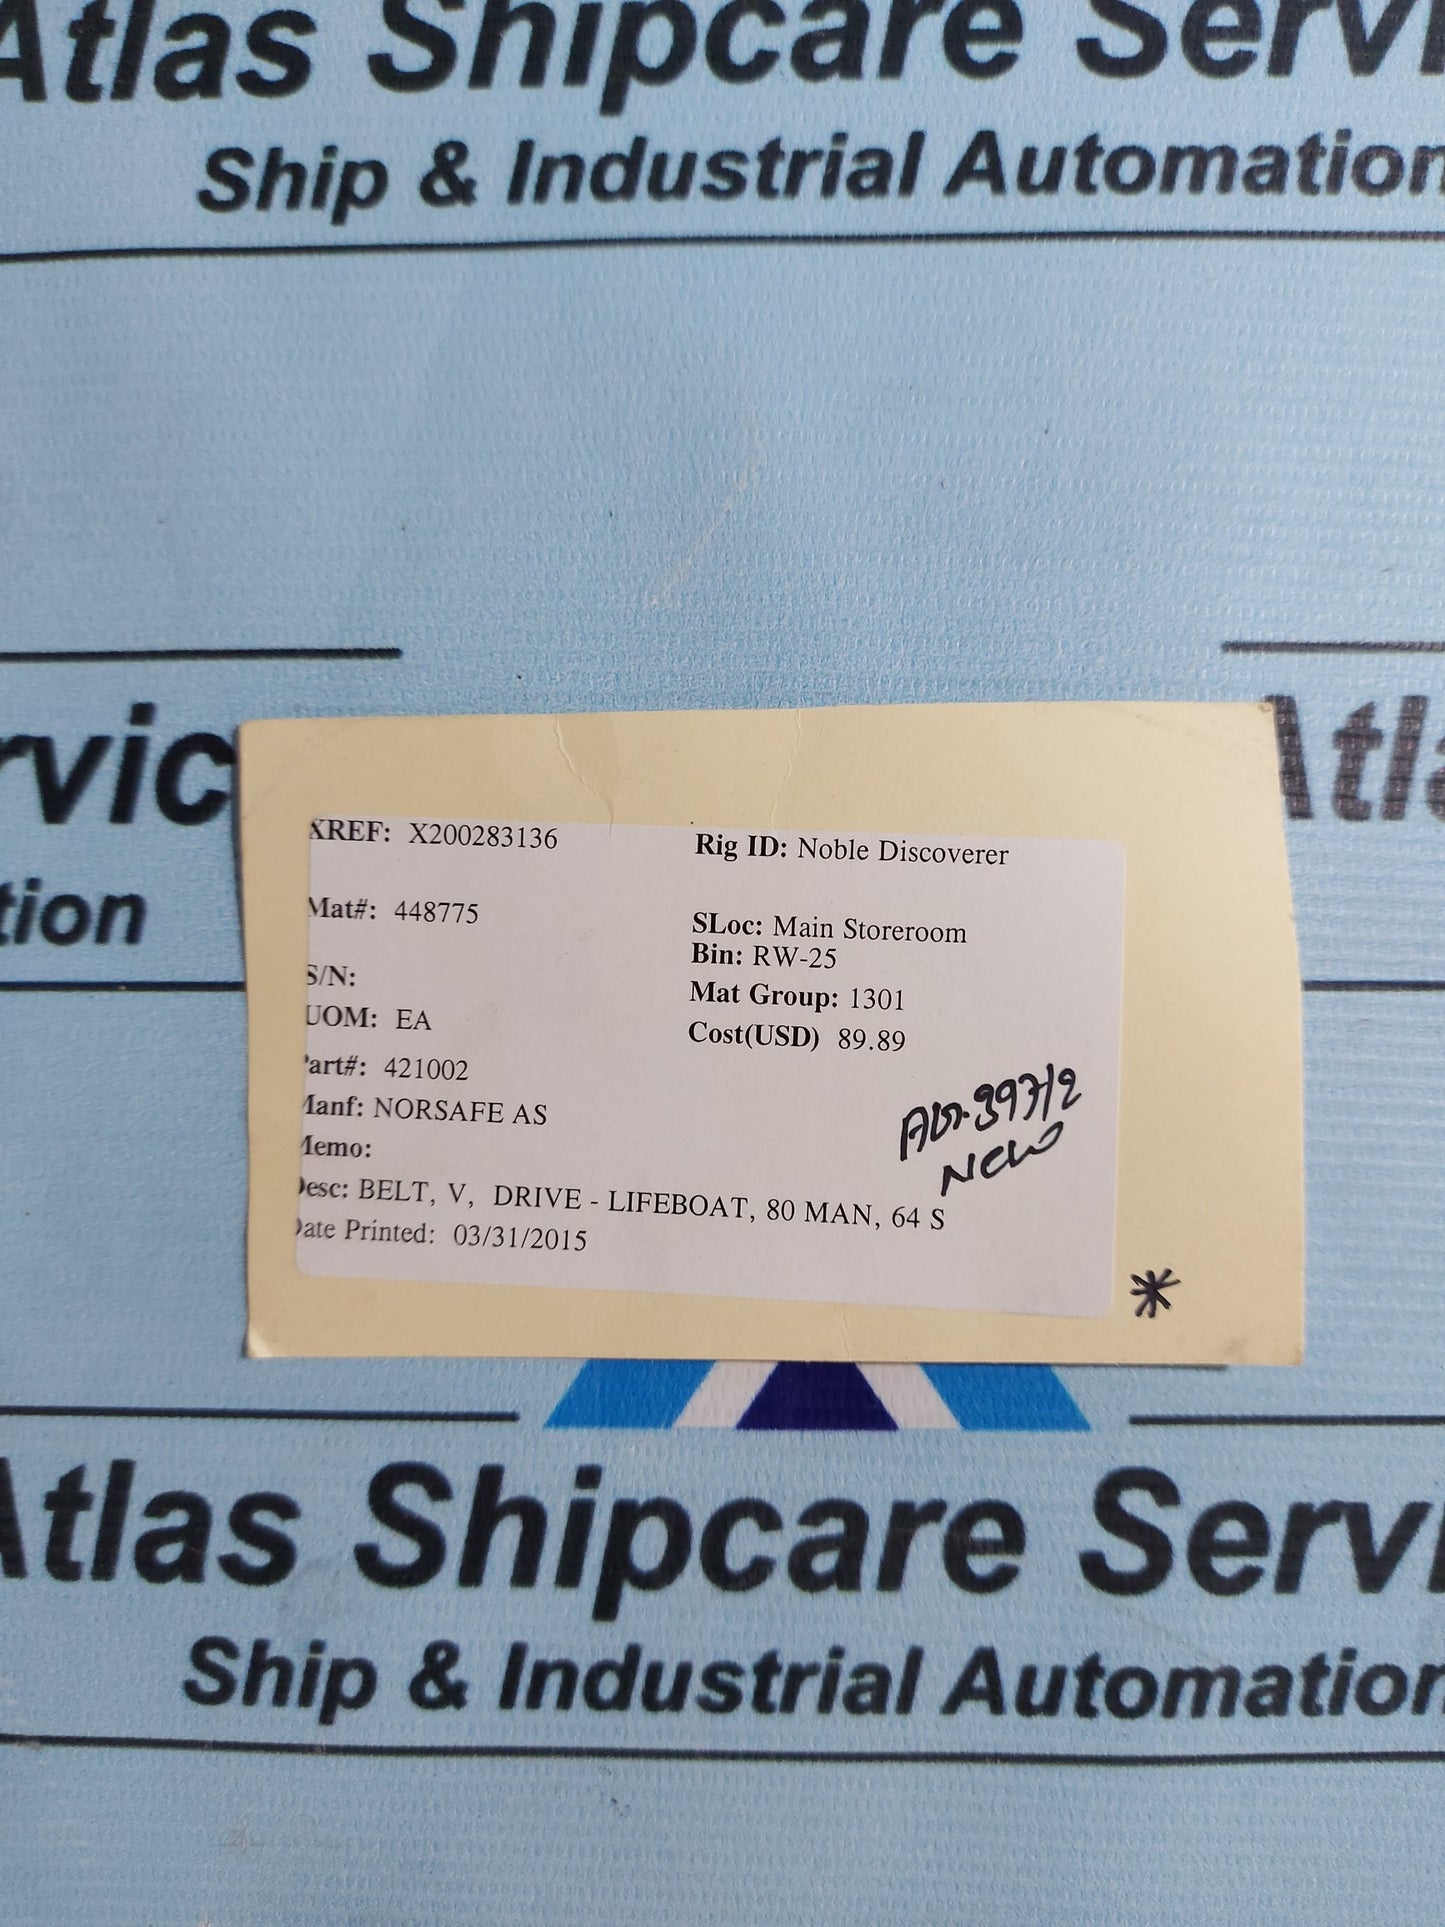 Atlas Shipcare Servi
Ship & Industrial Automation
rvic
Atla
tion
XREF: X200283136
Rig ID: Noble Discoverer
Mat#: 448775
SLoc: Main Storeroom
Bin: RW-25
S/N:
Mat Group: 1301
UOM: EA
Cost(USD) 89.89
Part#: 421002
Manf: NORSAFE AS
397/2
NEW
Memo:
Desc: BELT, V, DRIVE - LIFEBOAT, 80 MAN, 64 S
Date Printed: 03/31/2015
*
Atlas Shipcare Servi
Ship & Industrial Automation